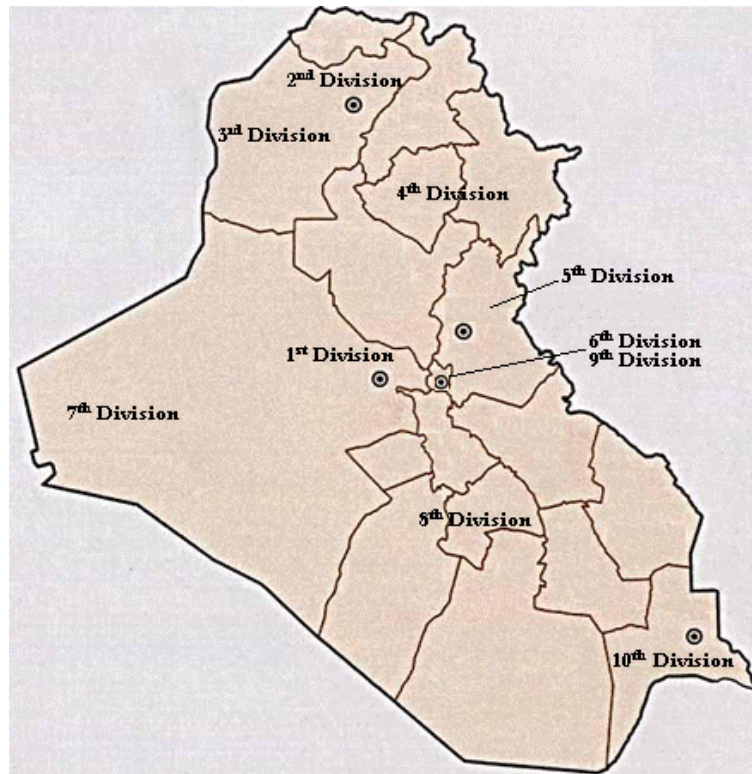 2nd Division
3rd Division
4th Division
5th Division
6th Division
9th Division
1st Division
7th Division
8th Division
10th Division